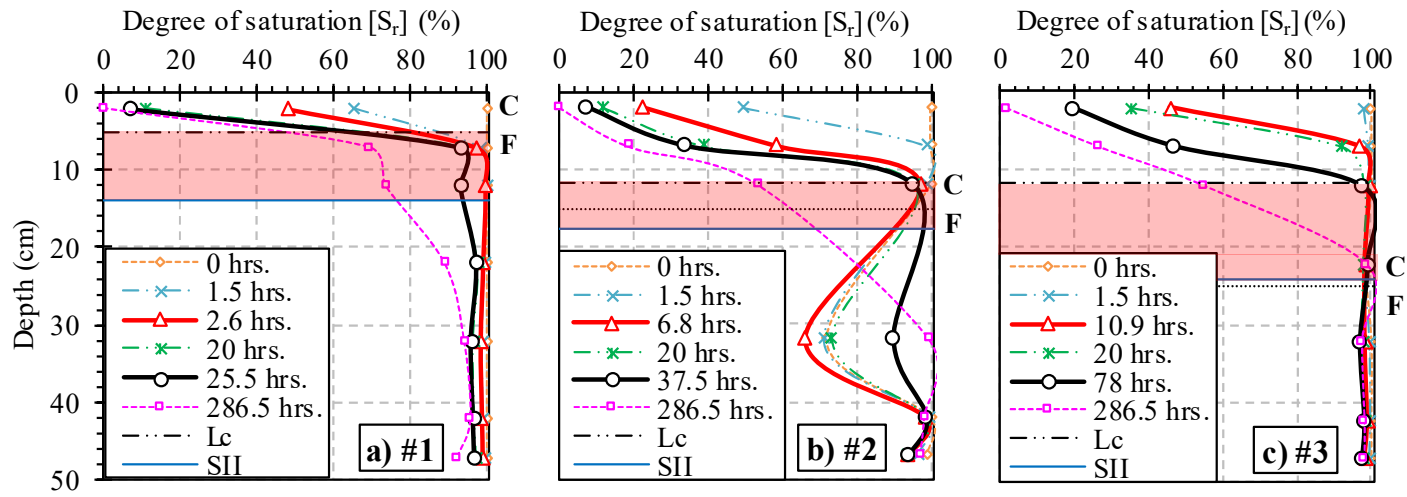 Degree of saturation [Sr] (%)
0 20 40 60 80 100
Depth (cm)
0
10
20
30
40
50
C
F
0 hrs.
1.5 hrs.
2.6 hrs.
20 hrs.
25.5 hrs.
286.5 hrs.
Lc
SII
a) #1
Degree of saturation [Sr] (%)
0 20 40 60 80 100
C
F
0 hrs.
1.5 hrs.
6.8 hrs.
20 hrs.
37.5 hrs.
286.5 hrs.
Lc
SII
b) #2
Degree of saturation [Sr] (%)
0 20 40 60 80 100
C
F
0 hrs.
1.5 hrs.
10.9 hrs.
20 hrs.
78 hrs.
286.5 hrs.
Lc
SII
c) #3